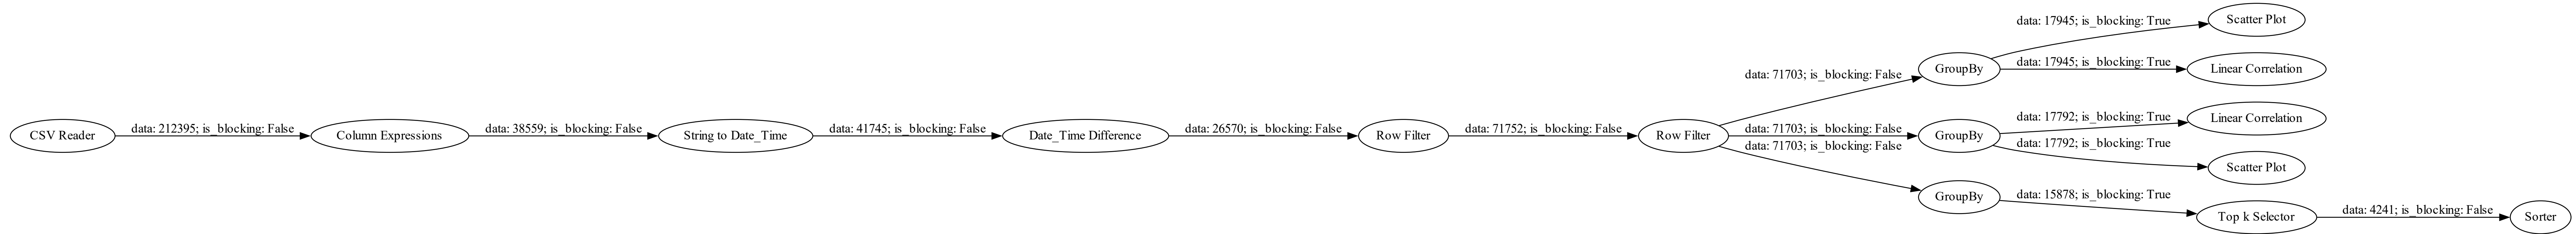 CSV Reader
data: 212395; is_blocking: False
Column Expressions
data: 38559; is_blocking: False
String to Date_Time
data: 41745; is_blocking: False
Date_Time Difference
data: 26570; is_blocking: False
Row Filter
data: 71752; is_blocking: False
Row Filter
data: 71703; is_blocking: False
data: 71703; is_blocking: False
data: 71703; is_blocking: False
GroupBy
data: 17945; is_blocking: True
Scatter Plot
data: 17945; is_blocking: True
Linear Correlation
GroupBy
data: 17792; is_blocking: True
Linear Correlation
data: 17792; is_blocking: True
Scatter Plot
GroupBy
data: 15878; is_blocking: True
Top k Selector
data: 4241; is_blocking: False
Sorter